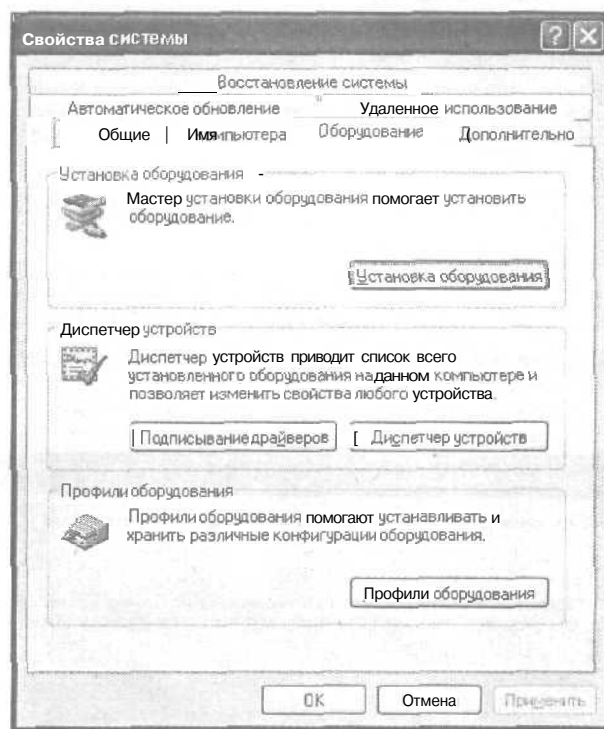 Свойства системы
Восстановление системы
Автоматическое обновление Удаленное использование
Общие | Имя компьютера Оборудование Дополнительно
Установка оборудования -
Мастер установки оборудования помогает установить
оборудование.
Установка оборудования
Диспетчер устройств
Диспетчер устройств приводит список всего
установленного оборудования на данном компьютере и
позволяет изменить свойства любого устройства.
Подписывание драйверов [ Диспетчер устройств
Профили оборудования
Профили оборудования помогают устанавливать и
хранить различные конфигурации оборудования.
Профили оборудования
OK Отмена Применить